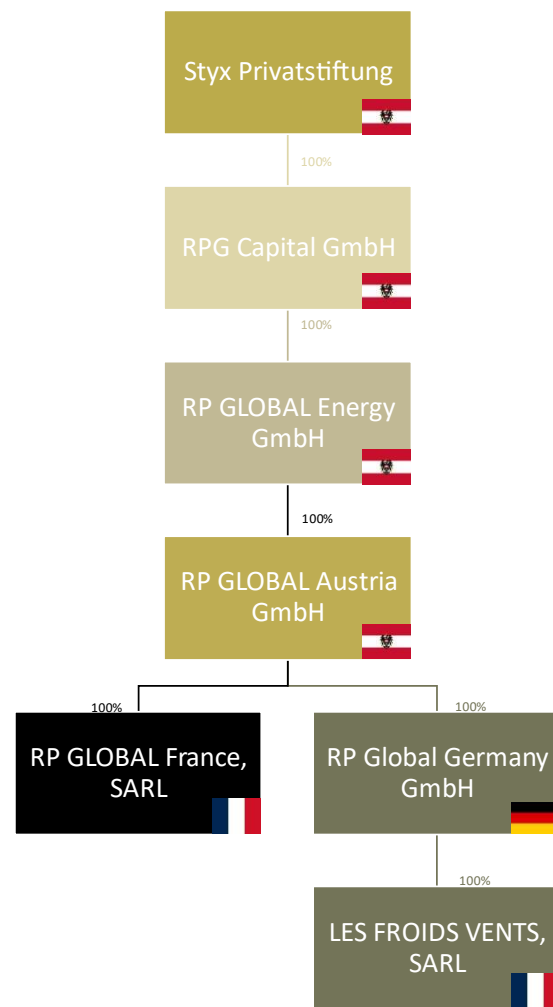 Styx Privatstiftung
100%
RPG Capital GmbH
100%
RP GLOBAL Energy
GmbH
100%
RP GLOBAL Austria
GmbH
100%
100%
RP GLOBAL France,
SARL
RP Global Germany
GmbH
100%
LES FROIDS VENTS,
SARL